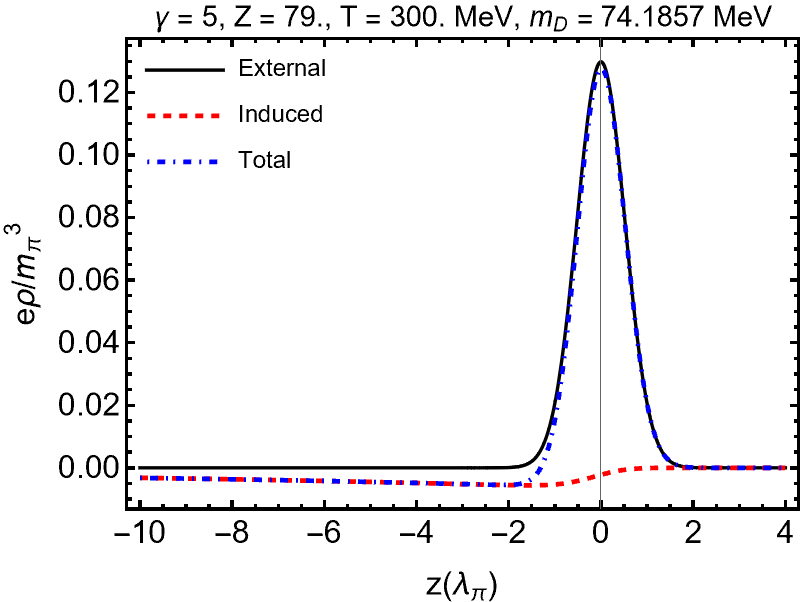 γ = 5, Z = 79., T = 300. MeV, m_D = 74.1857 MeV
External
Induced
Total
0.12
0.10
0.08
0.06
0.04
0.02
0.00
eρ/m_π^3
−10 −8 −6 −4 −2 0 2 4
z(λ_π)